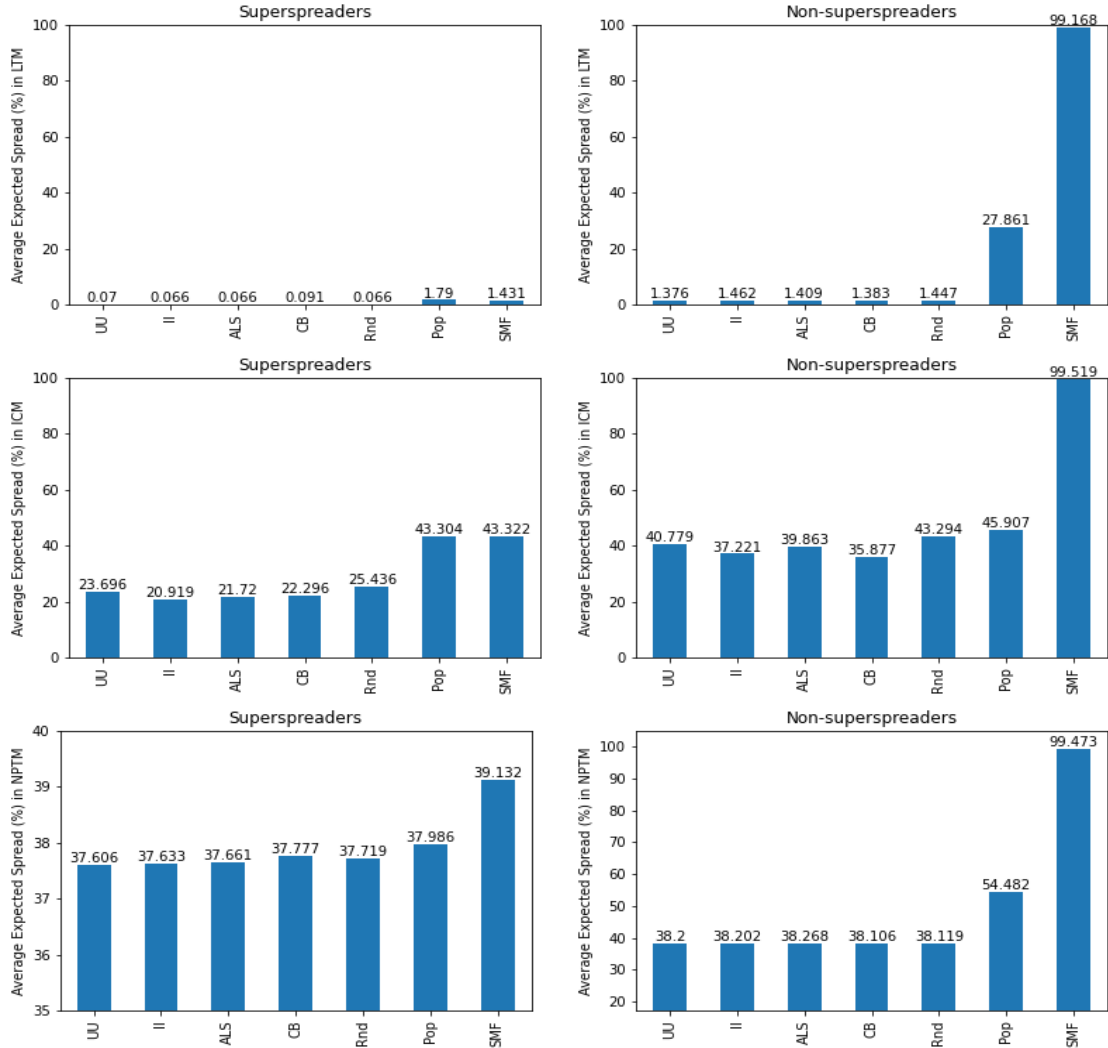 Superspreaders
Average Expected Spread (%) in LTM
100
80
60
40
20
0
0.07 0.066 0.066 0.091 0.066 1.79 1.431
UU II ALS CB Rnd Pop SMF
Non-superspreaders
Average Expected Spread (%) in LTM
100
80
60
40
20
0
1.376 1.462 1.409 1.383 1.447 27.861 99.168
UU II ALS CB Rnd Pop SMF
Superspreaders
Average Expected Spread (%) in ICM
100
80
60
40
20
0
23.696 20.919 21.72 22.296 25.436 43.304 43.322
UU II ALS CB Rnd Pop SMF
Non-superspreaders
Average Expected Spread (%) in ICM
100
80
60
40
20
0
40.779 37.221 39.863 35.877 43.294 45.907 99.519
UU II ALS CB Rnd Pop SMF
Superspreaders
Average Expected Spread (%) in NPTM
40
39
38
37
36
35
37.606 37.633 37.661 37.777 37.719 37.986 39.132
UU II ALS CB Rnd Pop SMF
Non-superspreaders
Average Expected Spread (%) in NPTM
100
90
80
70
60
50
40
30
20
38.2 38.202 38.268 38.106 38.119 54.482 99.473
UU II ALS CB Rnd Pop SMF